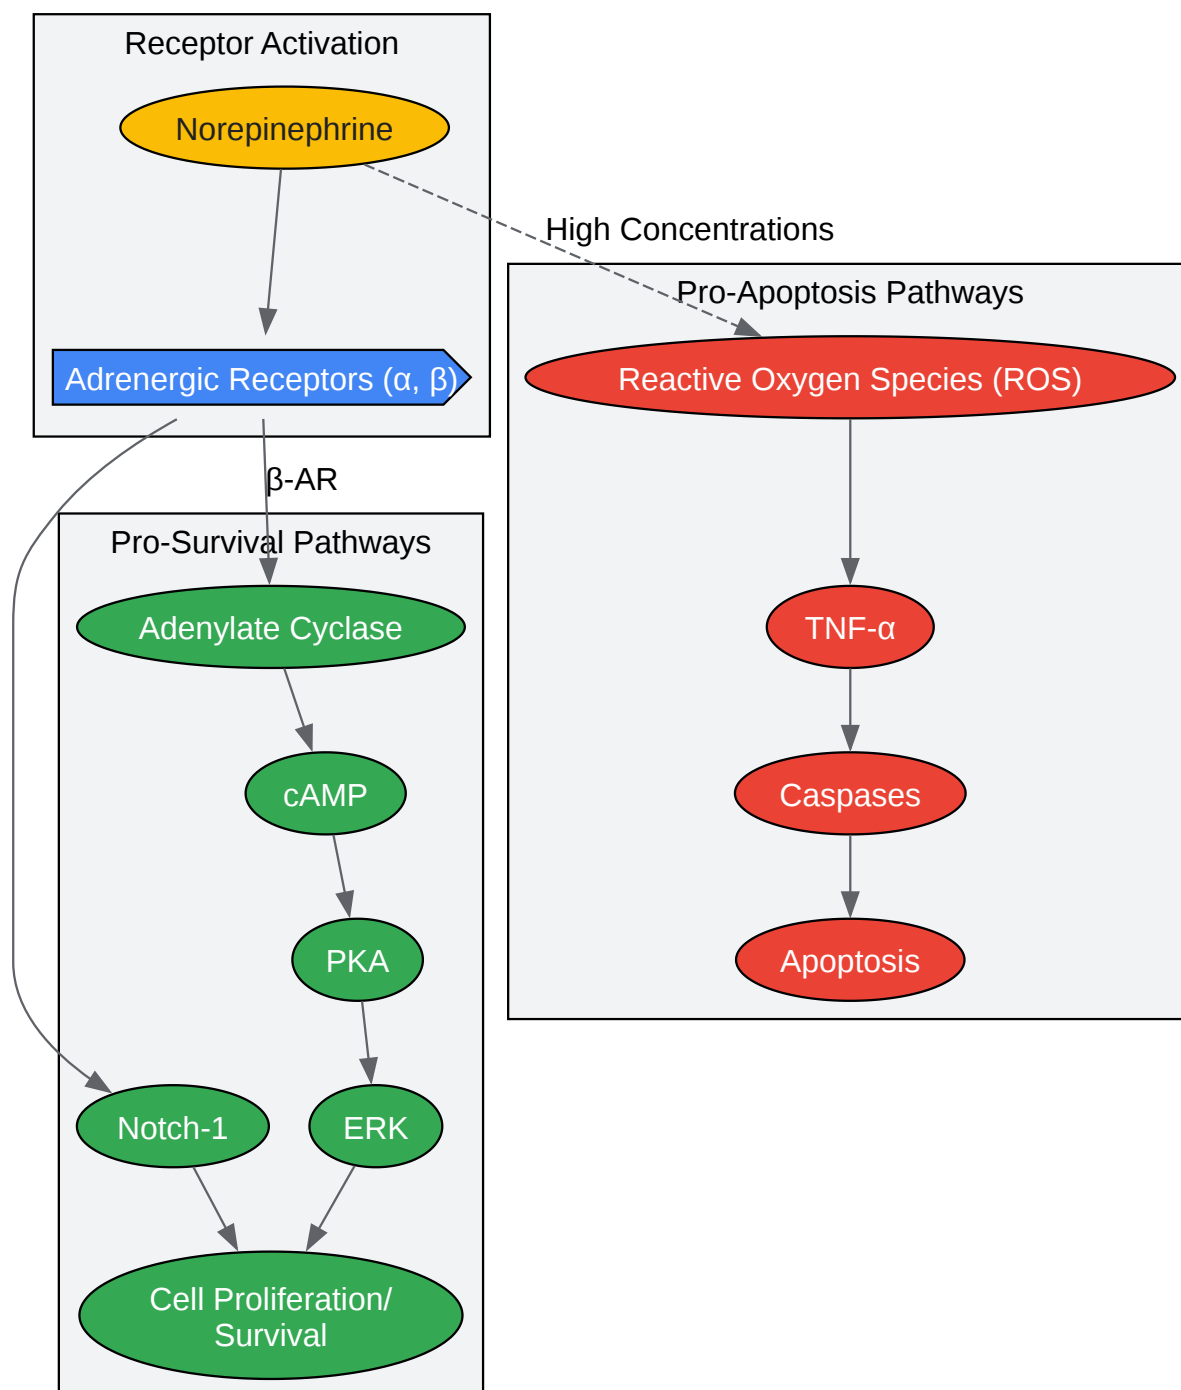 Receptor Activation
Norepinephrine
High Concentrations
Pro-Apoptosis Pathways
Adrenergic Receptors (α, β)
Reactive Oxygen Species (ROS)
β-AR
Pro-Survival Pathways
Adenylate Cyclase
TNF-α
cAMP
Caspases
PKA
Apoptosis
Notch-1
ERK
Cell Proliferation/
Survival